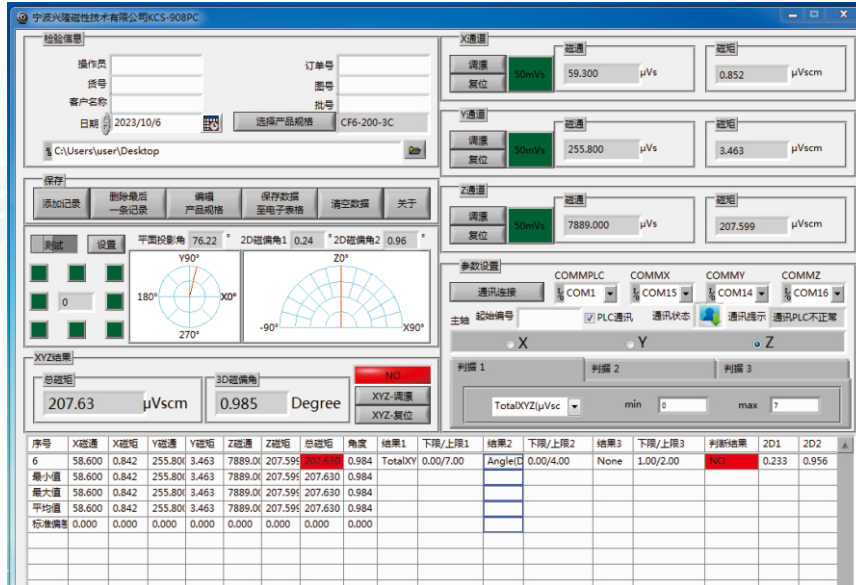 宁波兴隆磁性技术有限公司KCS-908PC
检验信息
操作员
订单号
货号
图号
客户名称
批号
日期 2023/10/6 选择产品规格 CF6-200-3C
C:\Users\user\Desktop
保存
添加记录 删除最后一条记录 编辑产品规格 保存数据至电子表格 清空数据 关于
测试 设置 平面投影角 76.22 ° 2D磁偏角1 0.24 ° 2D磁偏角2 0.96 °
Y90°
180° X0°
270°
Z0°
-90° X90°
0
XYZ结果
总磁矩
207.63 μVscm
3D磁偏角
0.985 Degree
NO
XYZ-调漂
XYZ-复位
X通道
调漂
复位
50mVs
磁通
59.300 μVs
磁矩
0.852 μVscm
Y通道
调漂
复位
50mVs
磁通
255.800 μVs
磁矩
3.463 μVscm
Z通道
调漂
复位
50mVs
磁通
7889.000 μVs
磁矩
207.599 μVscm
参数设置
COMMPLC COMMX COMMY COMMZ
通讯连接 COM1 COM15 COM14 COM16
主轴 起始编号 PLC通讯 通讯状态 通讯提示 通讯PLC不正常
X Y Z
判据 1 判据 2 判据 3
TotalXYZ(μVsc min 0 max 7
序号 X磁通 X磁矩 Y磁通 Y磁矩 Z磁通 Z磁矩 总磁矩 角度 结果1 下限/上限1 结果2 下限/上限2 结果3 下限/上限3 判断结果 2D1 2D2
6 58.600 0.842 255.80 3.463 7889.0 207.59 207.630 0.984 TotalXY 0.00/7.00 Angle(D 0.00/4.00 None 1.00/2.00 NO 0.233 0.956
最小值 58.600 0.842 255.80 3.463 7889.0 207.59 207.630 0.984
最大值 58.600 0.842 255.80 3.463 7889.0 207.59 207.630 0.984
平均值 58.600 0.842 255.80 3.463 7889.0 207.59 207.630 0.984
标准偏 0.000 0.000 0.000 0.000 0.000 0.000 0.000 0.000